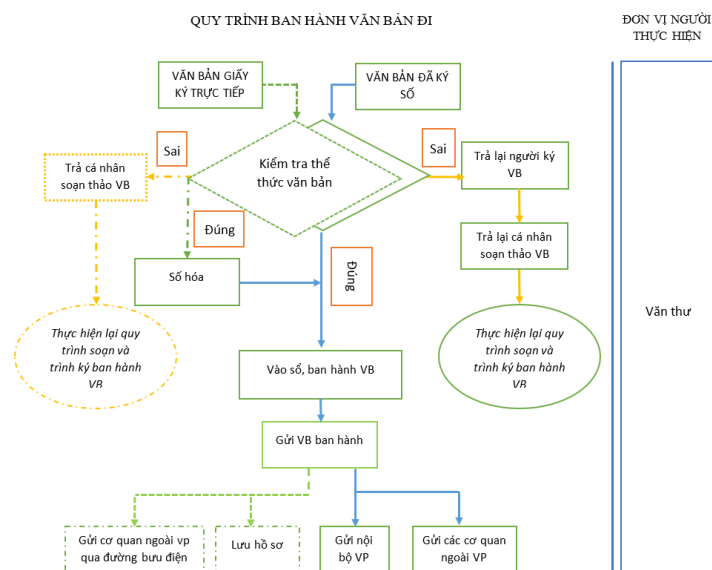 QUY TRÌNH BAN HÀNH VĂN BẢN ĐI
ĐƠN VỊ NGƯỜI
THỰC HIỆN
VĂN BẢN GIẤY
KÝ TRỰC TIẾP
VĂN BẢN ĐÃ KÝ
SỐ
Sai
Kiểm tra thể
thức văn bản
Sai
Trả lại người ký
VB
Trả cá nhân
soạn thảo VB
Đúng
Trả lại cá nhân
soạn thảo VB
Số hóa
Đúng
Thực hiện lại quy
trình soạn và
trình ký ban hành
VB
Thực hiện lại quy
trình soạn và
trình ký ban hành
VB
Văn thư
Vào sổ, ban hành VB
Gửi VB ban hành
Gửi cơ quan ngoài vp
qua đường bưu điện
Lưu hồ sơ
Gửi nội
bộ VP
Gửi các cơ quan
ngoài VP